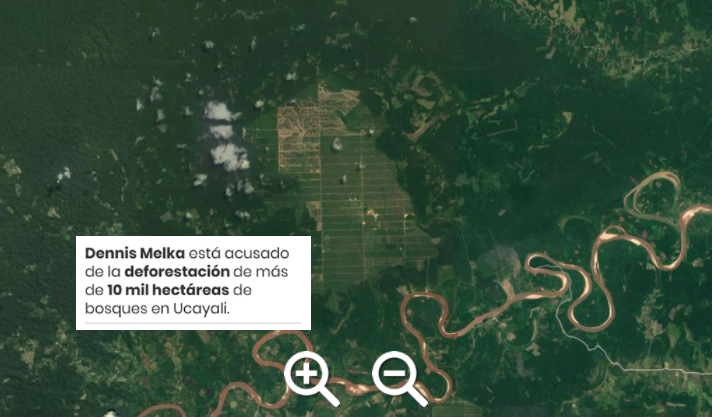 Dennis Melka está acusado
de la deforestación de más
de 10 mil hectáreas de
bosques en Ucayali.